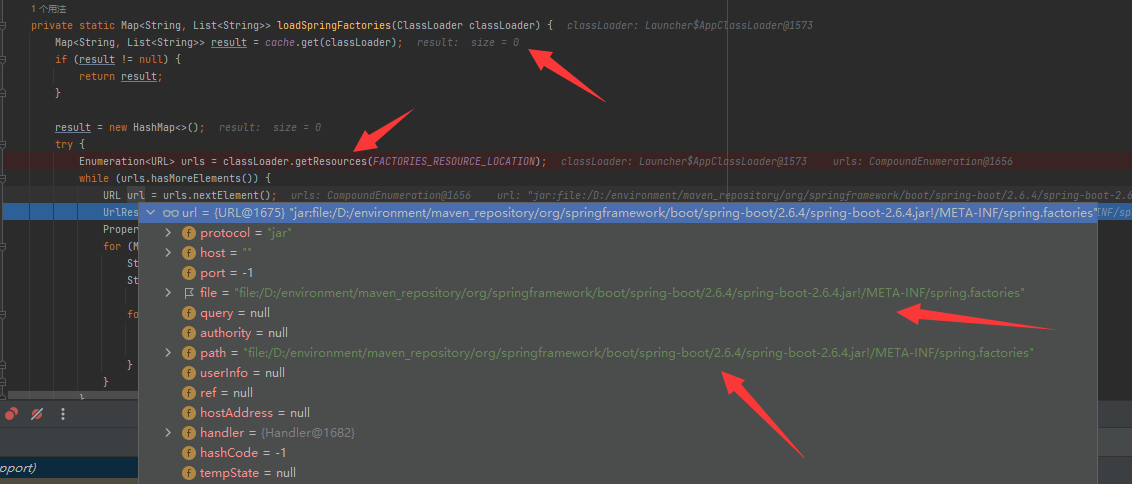 1 个用法
private static Map<String, List<String>> loadSpringFactories(ClassLoader classLoader) { classLoader: Launcher$AppClassLoader@1573
Map<String, List<String>> result = cache.get(classLoader); result: size = 0
if (result != null) {
return result;
}
result = new HashMap<>(); result: size = 0
try {
Enumeration<URL> urls = classLoader.getResources(FACTORIES_RESOURCE_LOCATION); classLoader: Launcher$AppClassLoader@1573 urls: CompoundEnumeration@1656
while (urls.hasMoreElements()) {
URL url = urls.nextElement(); urls: CompoundEnumeration@1656 url: "jar:file:/D:/environment/maven_repository/org/springframework/boot/spring-boot/2.6.4/spring-boot-2.6
UrlRes
url = {URL@1675} "jar:file:/D:/environment/maven_repository/org/springframework/boot/spring-boot/2.6.4/spring-boot-2.6.4.jar!/META-INF/spring.factories"
INF/sp
Proper
protocol = "jar"
for (M
host = ""
St
port = -1
St
file = "file:/D:/environment/maven_repository/org/springframework/boot/spring-boot/2.6.4/spring-boot-2.6.4.jar!/META-INF/spring.factories"
fo
query = null
authority = null
path = "file:/D:/environment/maven_repository/org/springframework/boot/spring-boot/2.6.4/spring-boot-2.6.4.jar!/META-INF/spring.factories"
}
userInfo = null
}
ref = null
hostAddress = null
handler = {Handler@1682}
hashCode = -1
pport)
tempState = null